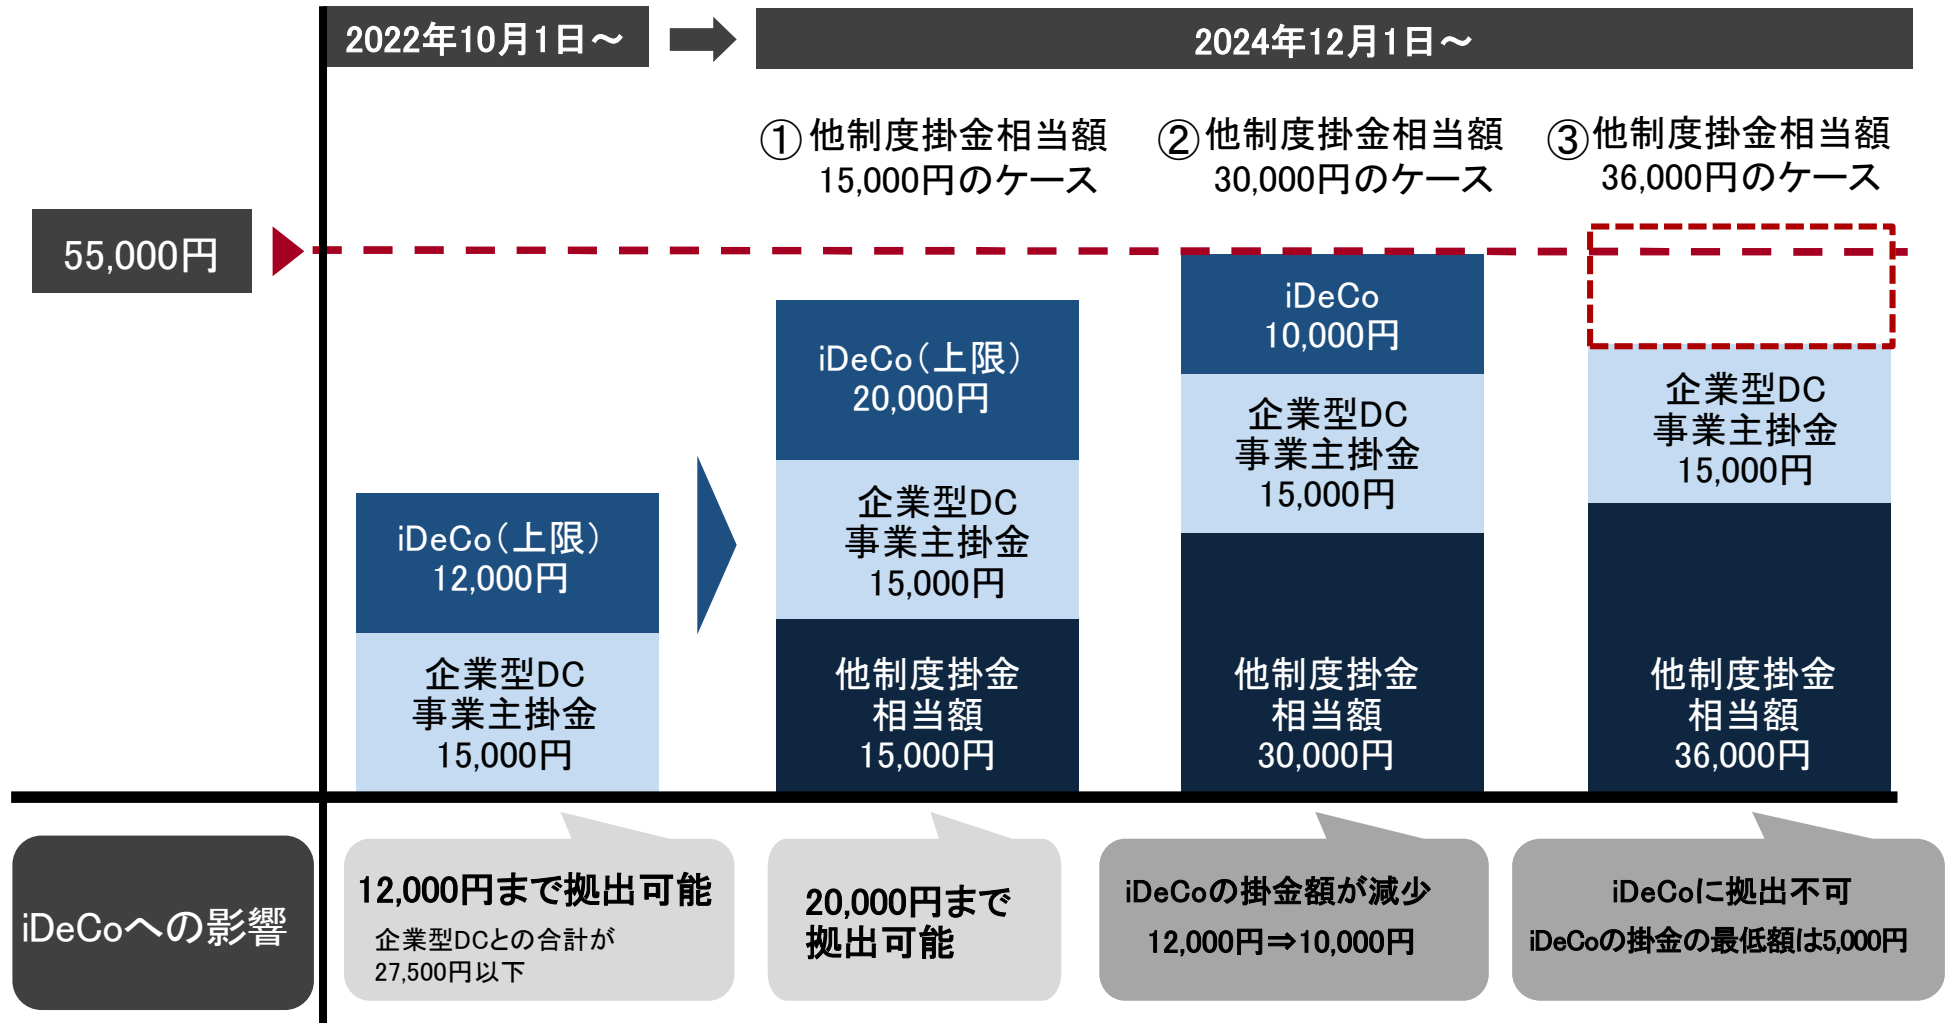 2022年10月1日～
2024年12月1日～
①他制度掛金相当額
15,000円のケース
②他制度掛金相当額
30,000円のケース
③他制度掛金相当額
36,000円のケース
55,000円
iDeCo（上限）
12,000円
企業型DC
事業主掛金
15,000円
iDeCo（上限）
20,000円
企業型DC
事業主掛金
15,000円
他制度掛金
相当額
15,000円
iDeCo
10,000円
企業型DC
事業主掛金
15,000円
他制度掛金
相当額
30,000円
企業型DC
事業主掛金
15,000円
他制度掛金
相当額
36,000円
iDeCoへの影響
12,000円まで拠出可能
企業型DCとの合計が
27,500円以下
20,000円まで
拠出可能
iDeCoの掛金額が減少
12,000円⇒10,000円
iDeCoに拠出不可
iDeCoの掛金の最低額は5,000円